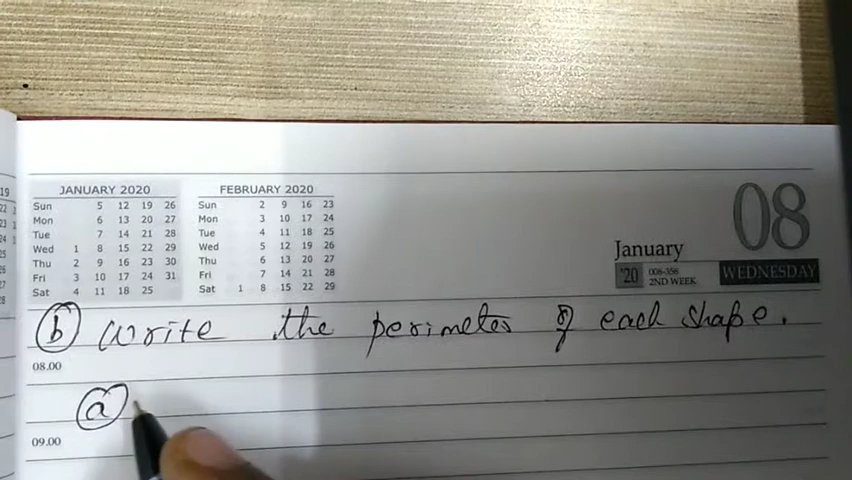 JANUARY 2020
Sun 5 12 19 26
Mon 6 13 20 27
Tue 7 14 21 28
Wed 1 8 15 22 29
Thu 2 9 16 23 30
Fri 3 10 17 24 31
Sat 4 11 18 25
FEBRUARY 2020
Sun 2 9 16 23
Mon 3 10 17 24
Tue 4 11 18 25
Wed 5 12 19 26
Thu 6 13 20 27
Fri 7 14 21 28
Sat 1 8 15 22 29
08
January
'20 008-358
2ND WEEK
WEDNESDAY
(b) Write the perimeter of each shape.
08.00
(a)
09.00